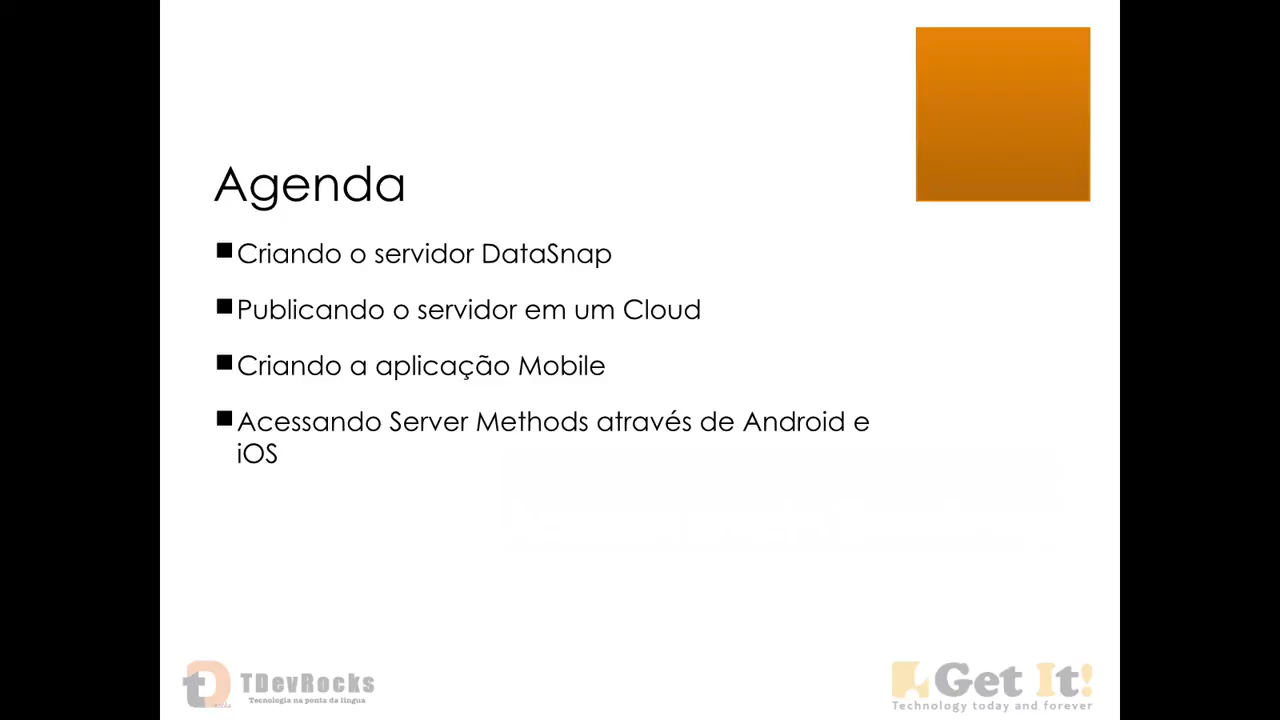 Agenda
Criando o servidor DataSnap
Publicando o servidor em um Cloud
Criando a aplicação Mobile
Acessando Server Methods através de Android e
iOS
TDevRocks
Tecnologia na ponta da língua
Get It!
Technology today and forever